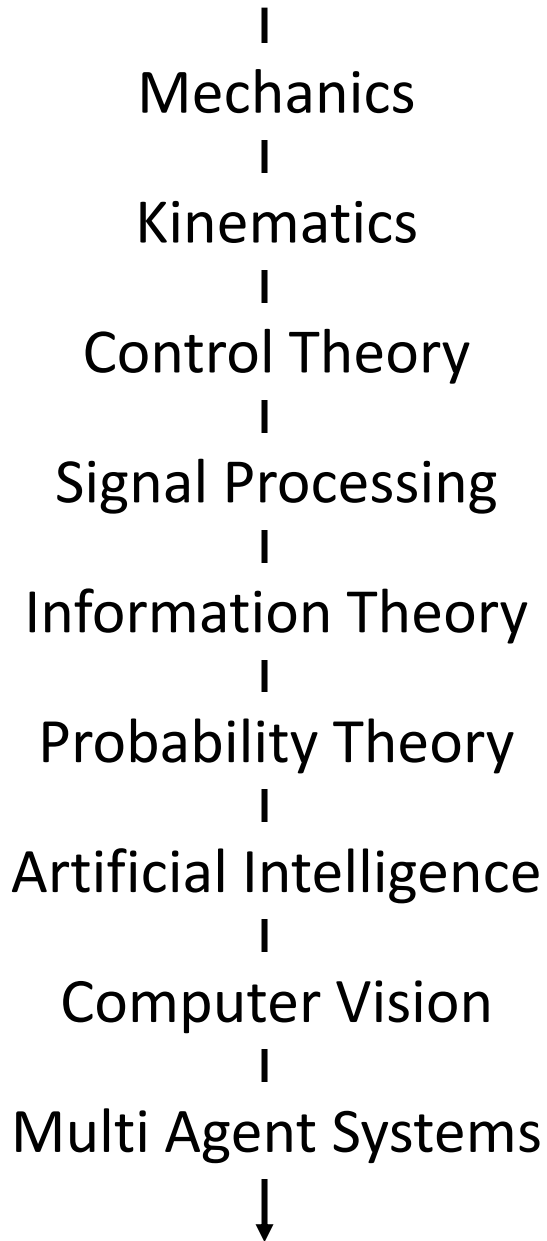 Mechanics
Kinematics
Control Theory
Signal Processing
Information Theory
Probability Theory
Artificial Intelligence
Computer Vision
Multi Agent Systems